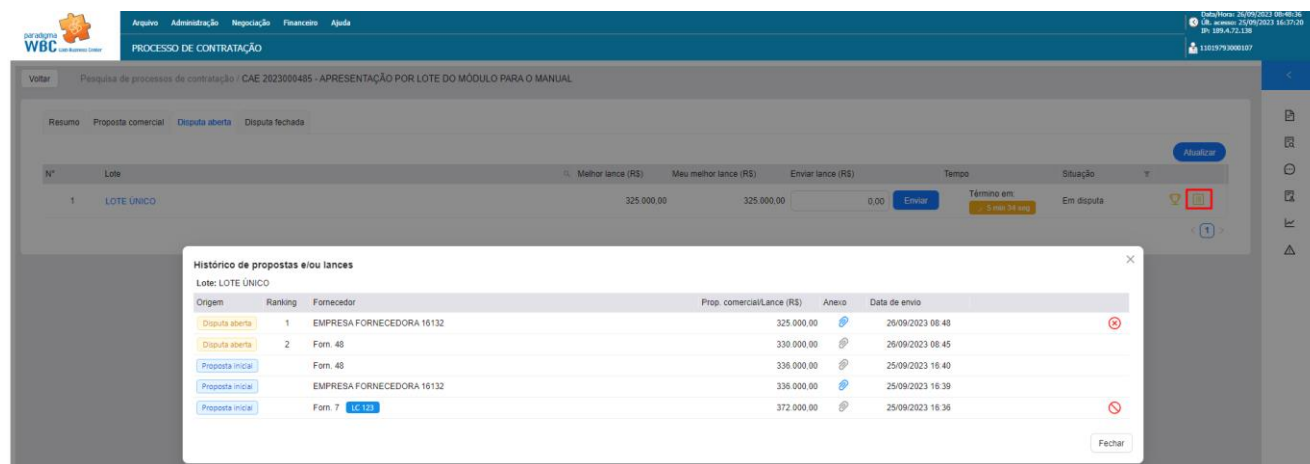 Arquivo Administração Negociação Financeiro Ajuda
Data/Hora: 26/09/2023 08:48:36
Últ. acesso: 25/09/2023 16:37:20
IP: 189.4.72.138
paradigma
WBC
PROCESSO DE CONTRATAÇÃO
11019793000107
Voltar Pesquisa de processos de contratação / CAE 2023000485 - APRESENTAÇÃO POR LOTE DO MÓDULO PARA O MANUAL
Resumo Proposta comercial Disputa aberta Disputa fechada
Atualizar
N° Lote Melhor lance (R$) Meu melhor lance (R$) Enviar lance (R$) Tempo Situação
1 LOTE ÚNICO 325.000,00 325.000,00 0,00 Enviar Término em: 5 min 34 seg Em disputa
< 1 >
Histórico de propostas e/ou lances
Lote: LOTE ÚNICO
Origem Ranking Fornecedor Prop. comercial/Lance (R$) Anexo Data de envio
Disputa aberta 1 EMPRESA FORNECEDORA 16132 325.000,00 26/09/2023 08:48
Disputa aberta 2 Forn. 48 330.000,00 26/09/2023 08:45
Proposta inicial Forn. 48 336.000,00 25/09/2023 16:40
Proposta inicial EMPRESA FORNECEDORA 16132 336.000,00 25/09/2023 16:39
Proposta inicial Forn. 7 LC 123 372.000,00 25/09/2023 16:36
Fechar